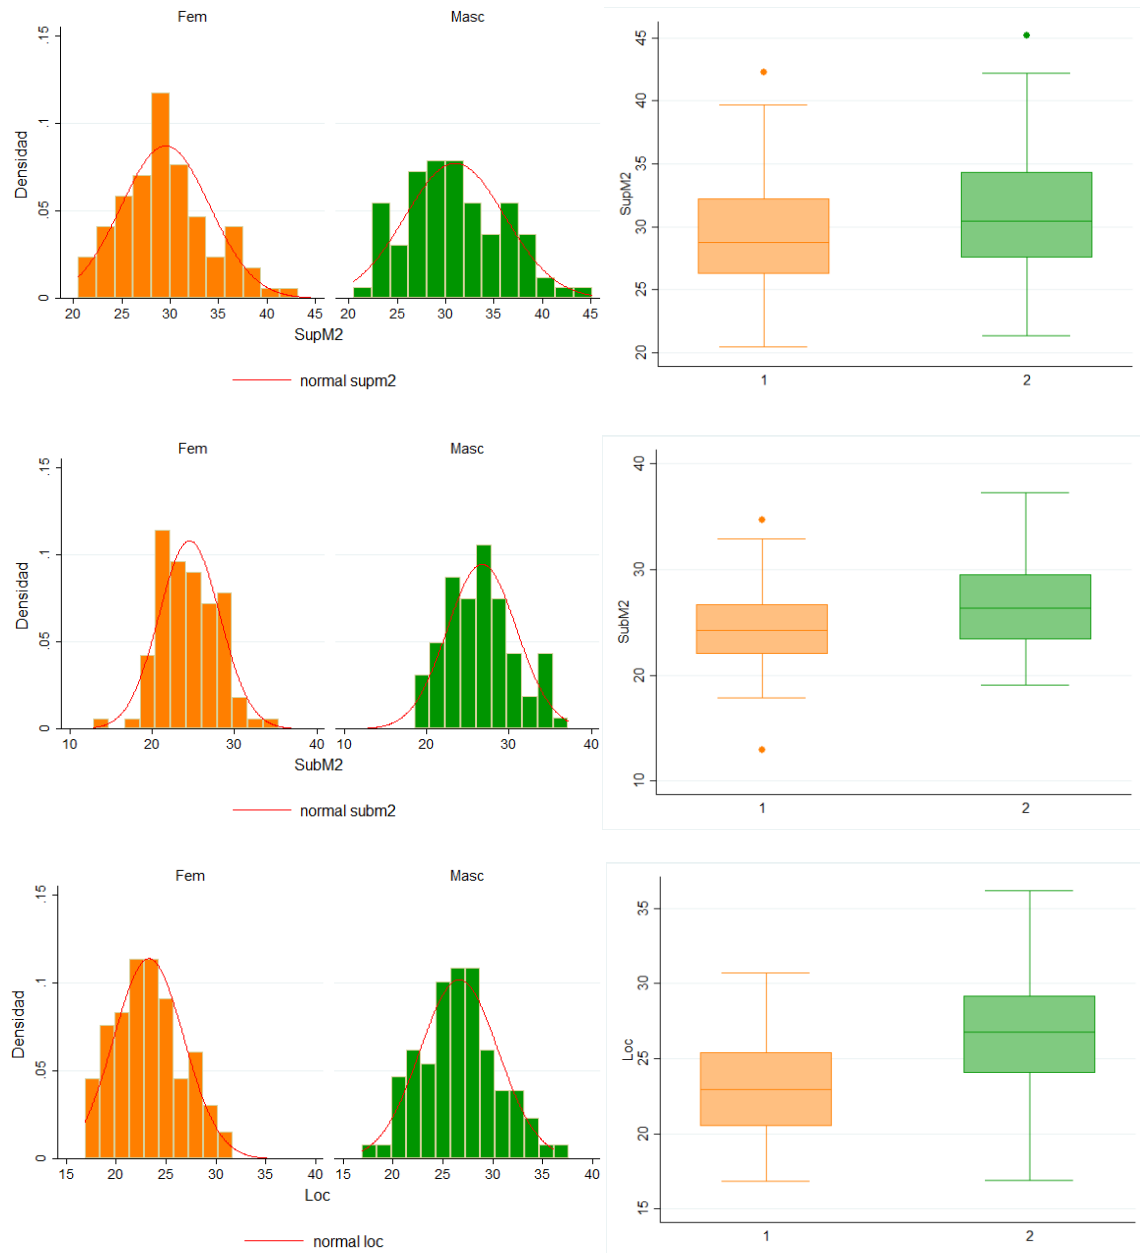 Fem Masc
.15
.1
.05
0
Densidad
20 25 30 35 40 45 20 25 30 35 40 45
SupM2
normal supm2
45
40
35
30
25
20
SupM2
1 2
Fem Masc
.15
.1
.05
0
Densidad
10 20 30 40 10 20 30 40
SubM2
normal subm2
40
30
20
10
SubM2
1 2
Fem Masc
.15
.1
.05
0
Densidad
15 20 25 30 35 40 15 20 25 30 35 40
Loc
normal loc
35
30
25
20
15
Loc
1 2